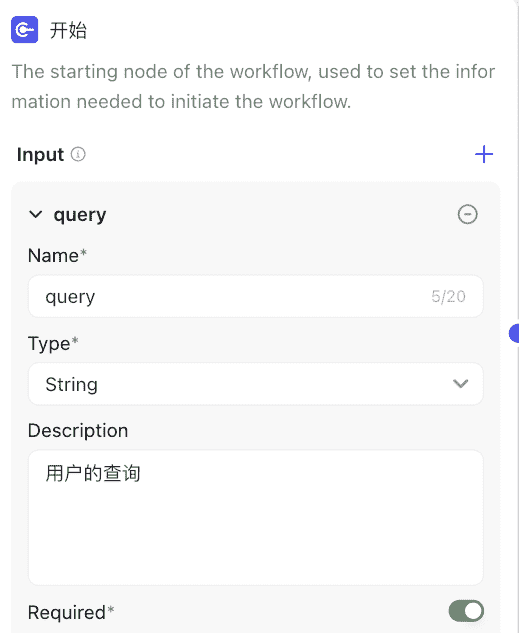 开始
The starting node of the workflow, used to set the infor
mation needed to initiate the workflow.
Input
query
Name*
query 5/20
Type*
String
Description
用户的查询
Required*